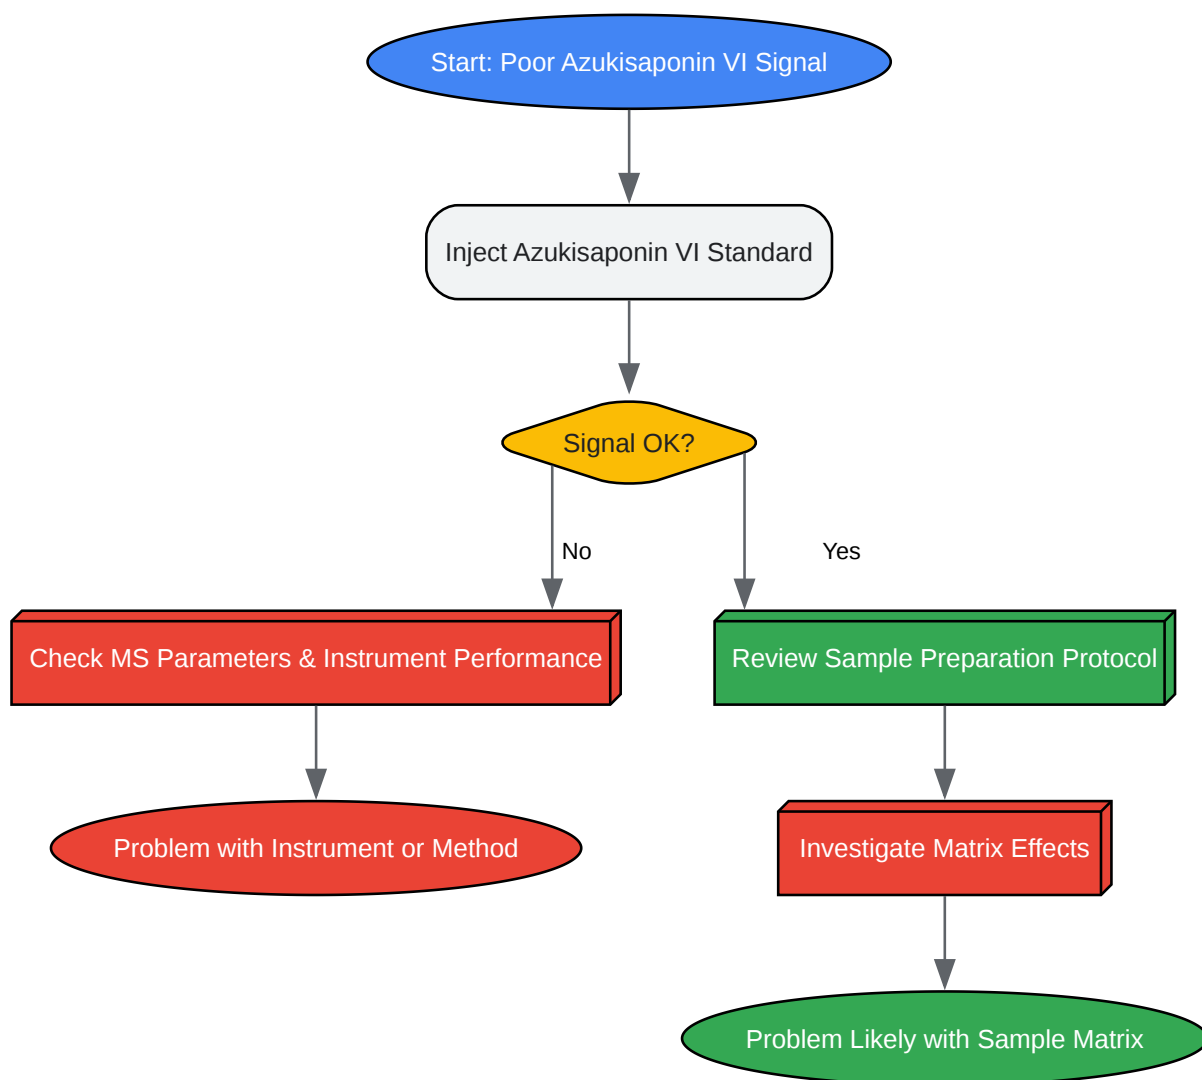 Start: Poor Azukisaponin VI Signal
Inject Azukisaponin VI Standard
Signal OK?
No
Yes
Check MS Parameters & Instrument Performance
Review Sample Preparation Protocol
Problem with Instrument or Method
Investigate Matrix Effects
Problem Likely with Sample Matrix